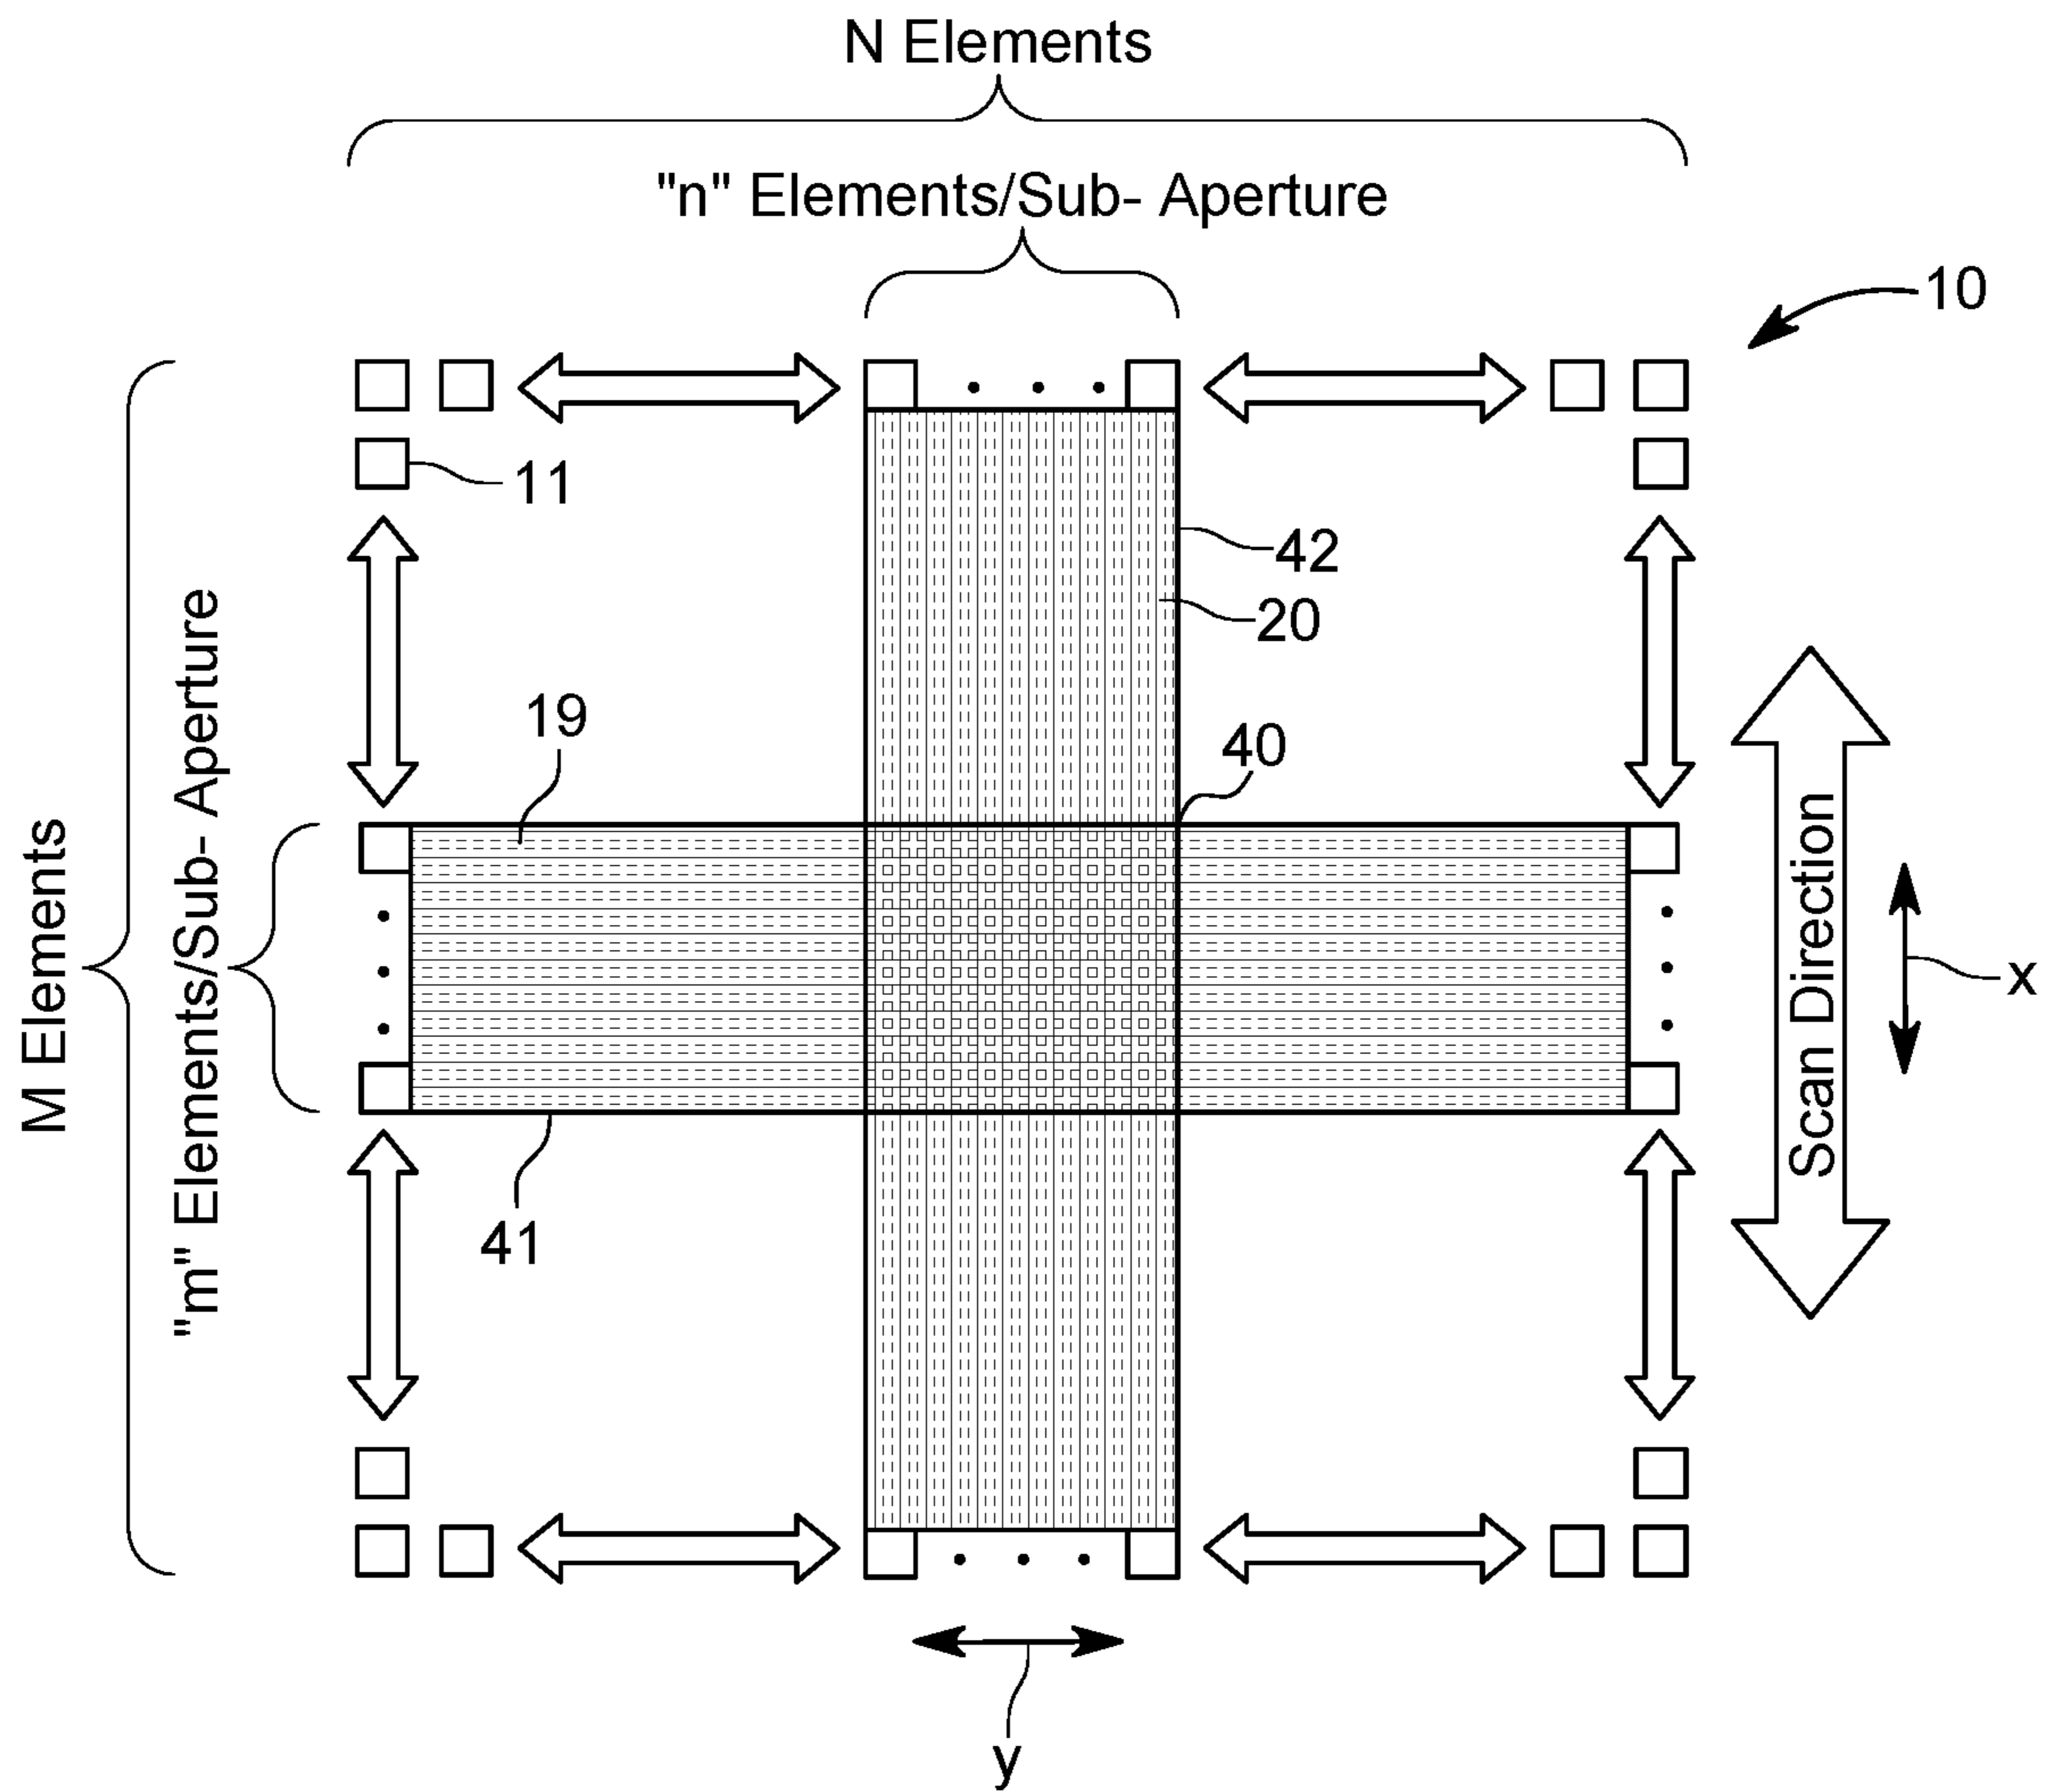 N Elements
"n" Elements/Sub- Aperture
10
11
42
20
19
40
M Elements
"m" Elements/Sub- Aperture
Scan Direction
x
41
y